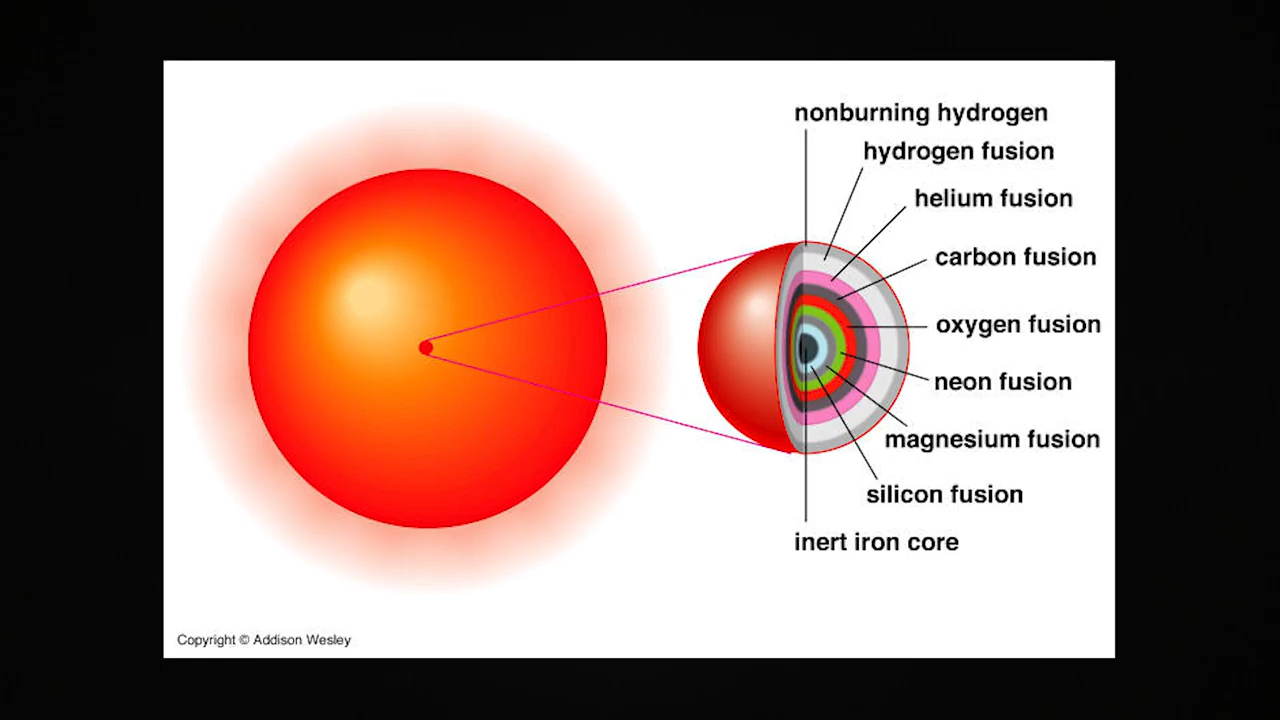 nonburning hydrogen
hydrogen fusion
helium fusion
carbon fusion
oxygen fusion
neon fusion
magnesium fusion
silicon fusion
inert iron core
Copyright © Addison Wesley